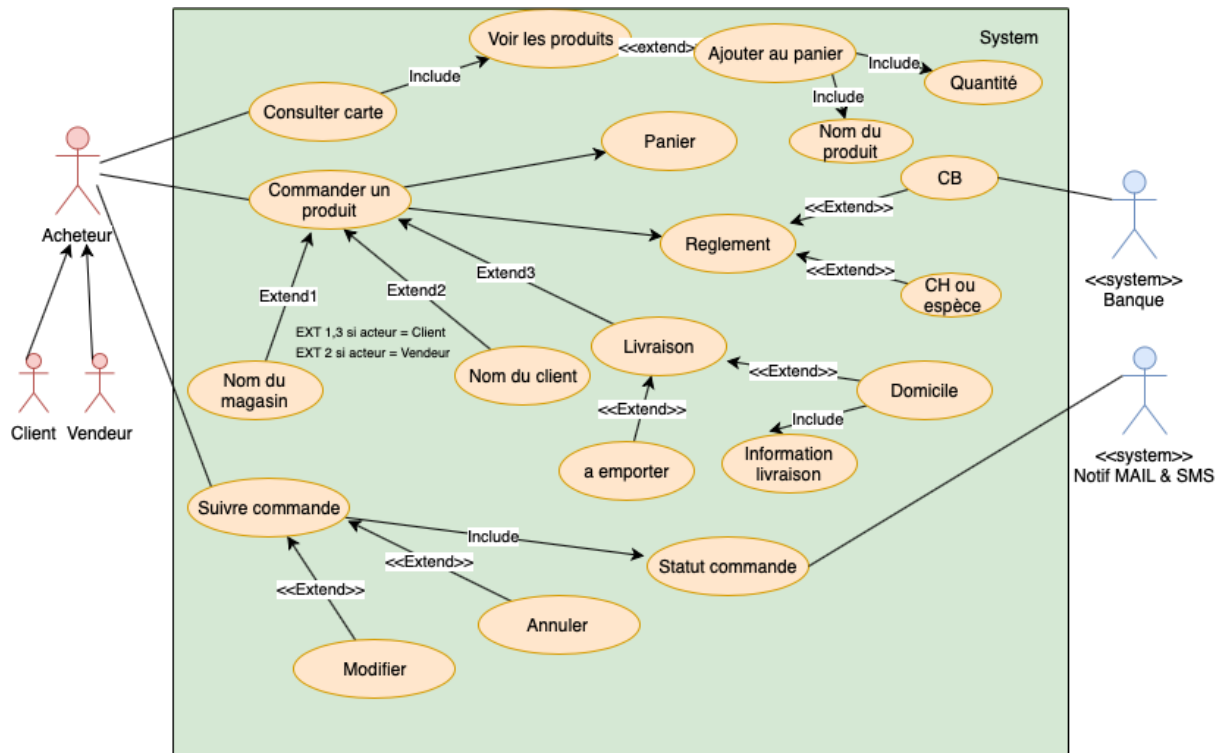 System
Voir les produits
<<extend>
Ajouter au panier
Include
Quantité
Include
Consulter carte
Include
Nom du
produit
Panier
Commander un
produit
CB
<<Extend>>
Acheteur
Reglement
<<Extend>>
CH ou
espèce
<<system>>
Banque
Extend3
Extend1
Extend2
EXT 1,3 si acteur = Client
EXT 2 si acteur = Vendeur
Livraison
Nom du
magasin
Nom du client
<<Extend>>
Domicile
<<Extend>>
Include
Client
Vendeur
a emporter
Information
livraison
<<system>>
Notif MAIL & SMS
Suivre commande
Include
<<Extend>>
Statut commande
<<Extend>>
Annuler
Modifier